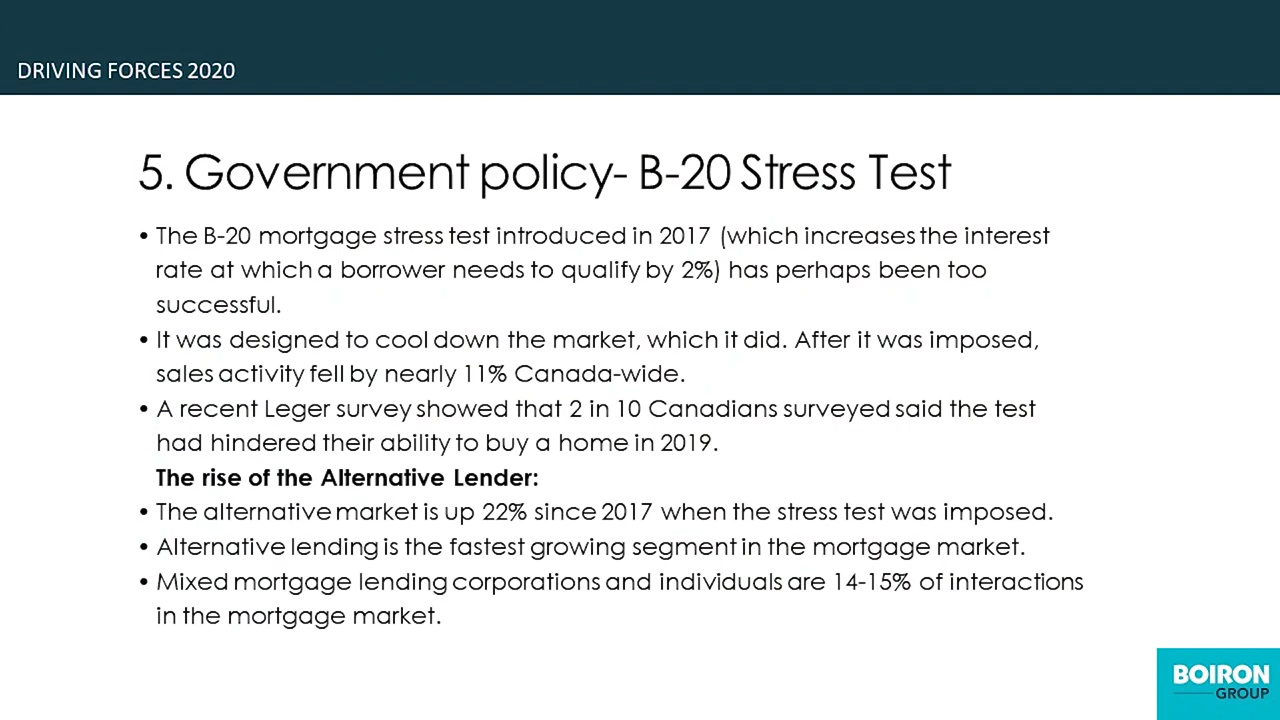 DRIVING FORCES 2020
5. Government policy- B-20 Stress Test
• The B-20 mortgage stress test introduced in 2017 (which increases the interest
rate at which a borrower needs to qualify by 2%) has perhaps been too
successful.
• It was designed to cool down the market, which it did. After it was imposed,
sales activity fell by nearly 11% Canada-wide.
• A recent Leger survey showed that 2 in 10 Canadians surveyed said the test
had hindered their ability to buy a home in 2019.
The rise of the Alternative Lender:
• The alternative market is up 22% since 2017 when the stress test was imposed.
• Alternative lending is the fastest growing segment in the mortgage market.
• Mixed mortgage lending corporations and individuals are 14-15% of interactions
in the mortgage market.
BOIRON
GROUP